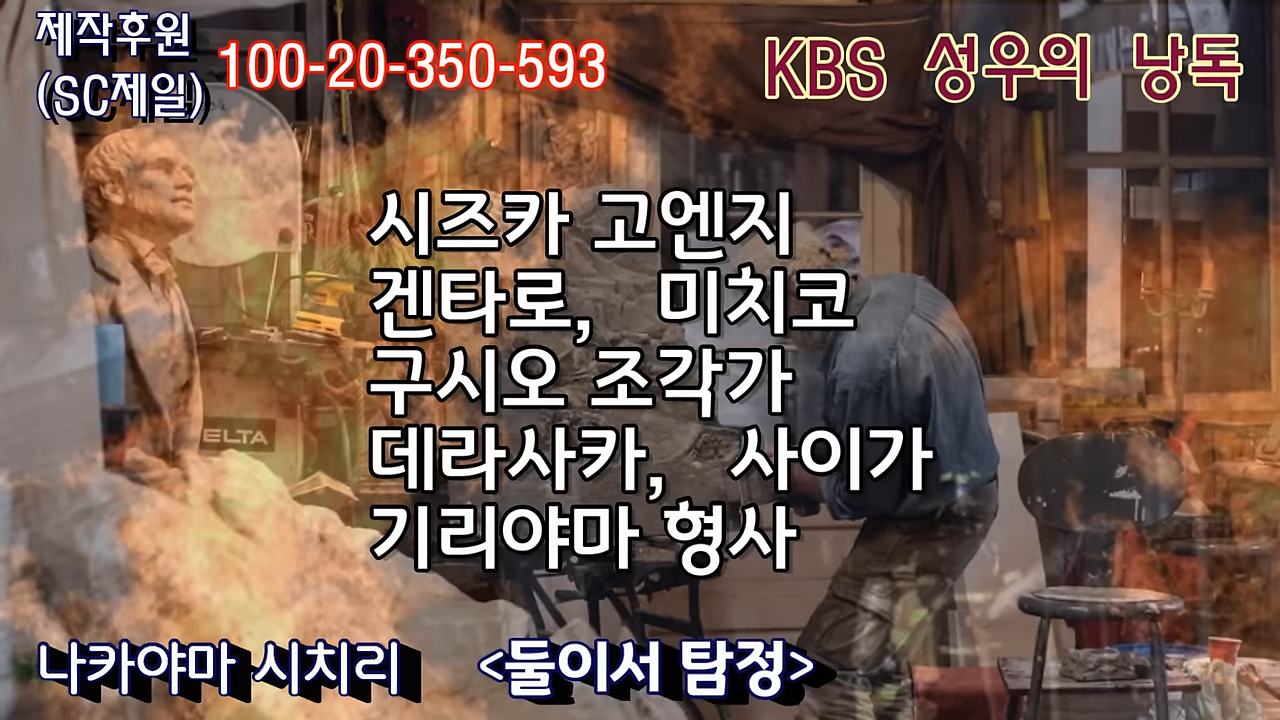 제작후원
(SC제일)
100-20-350-593
KBS 성우의 낭독
시즈카 고엔지
겐타로, 미치코
구시오 조각가
데라사카, 사이가
기리야마 형사
ELTA
나카야마 시치리 <둘이서 탐정>